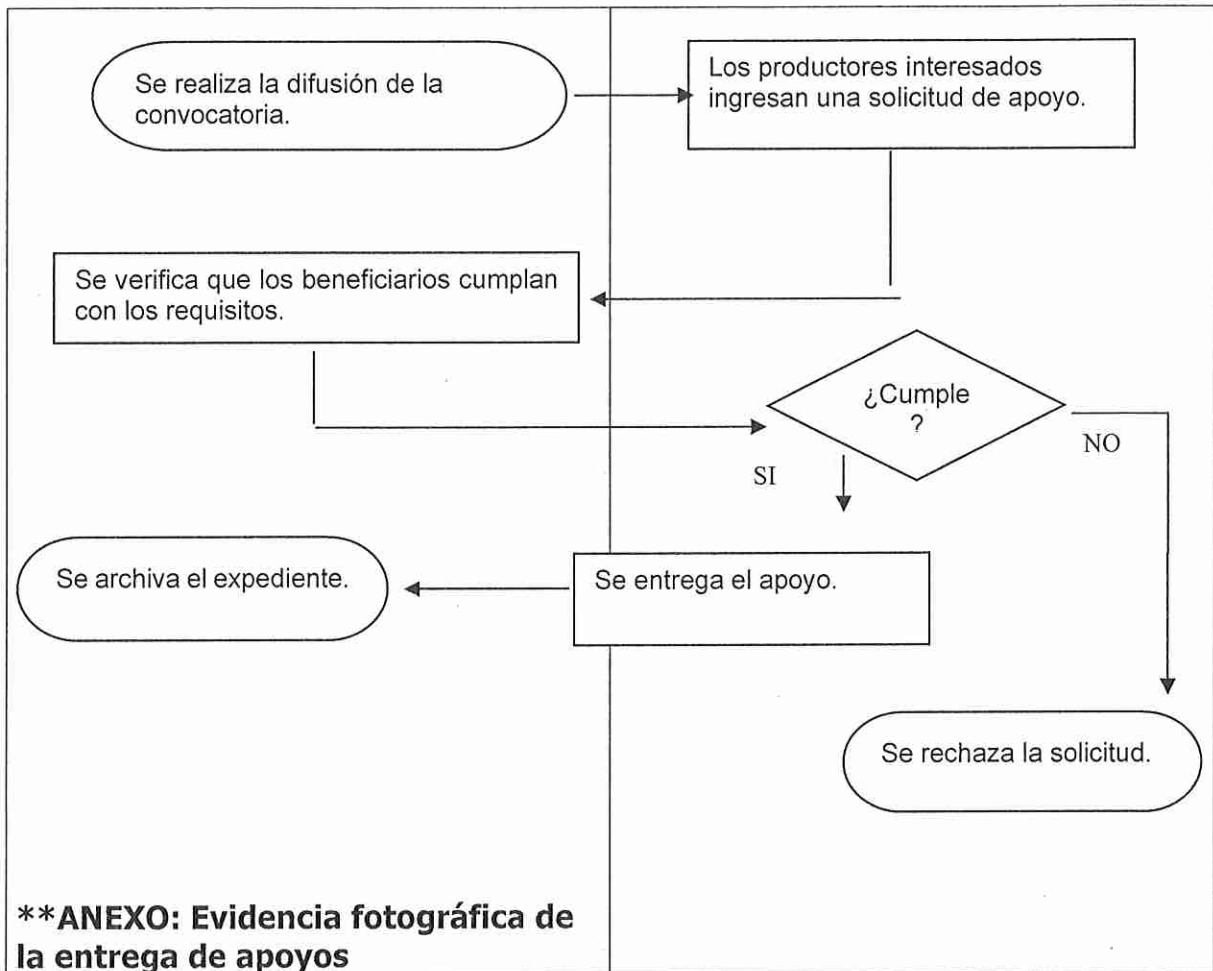 Se realiza la difusión de la
convocatoria.
Los productores interesados
ingresan una solicitud de apoyo.
Se verifica que los beneficiarios cumplan
con los requisitos.
¿Cumple
?
SI
NO
Se archiva el expediente.
Se entrega el apoyo.
Se rechaza la solicitud.
**ANEXO: Evidencia fotográfica de
la entrega de apoyos